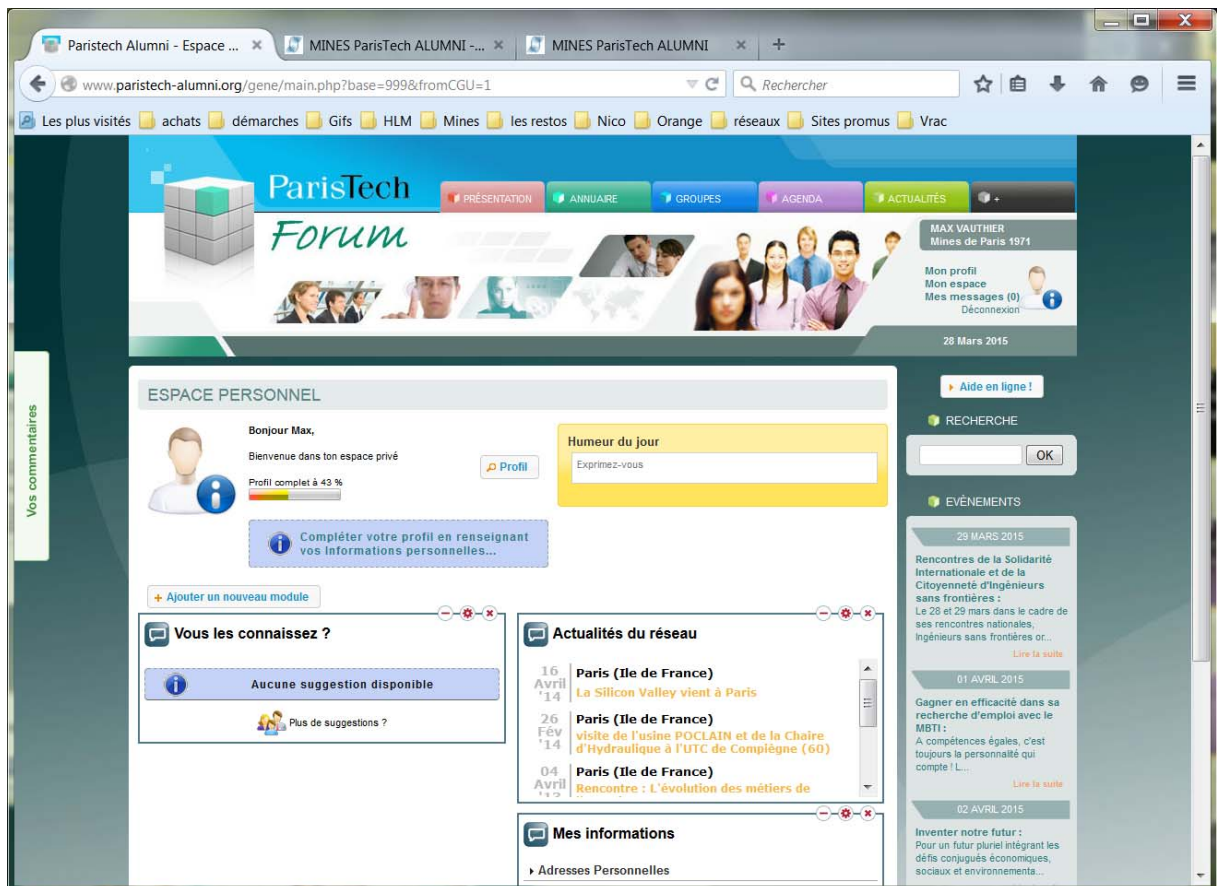 Paristech Alumni - Espace ...
MINES ParisTech ALUMNI -...
MINES ParisTech ALUMNI
www.paristech-alumni.org/gene/main.php?base=999&fromCGU=1
Rechercher
Les plus visités achats démarches Gifs HLM Mines les restos Nico Orange réseaux Sites promus Vrac
ParisTech
Forum
PRÉSENTATION ANNUAIRE GROUPES AGENDA ACTUALITÉS +
MAX VAUTHIER
Mines de Paris 1971
Mon profil
Mon espace
Mes messages (0)
Déconnexion
28 Mars 2015
Vos commentaires
ESPACE PERSONNEL
Bonjour Max,
Bienvenue dans ton espace privé
Profil complet à 43 %
Profil
Humeur du jour
Exprimez-vous
Compléter votre profil en renseignant
vos Informations personnelles...
+ Ajouter un nouveau module
Vous les connaissez ?
Aucune suggestion disponible
Plus de suggestions ?
Actualités du réseau
16
Avril
'14
Paris (Ile de France)
La Silicon Valley vient à Paris
26
Fév
'14
Paris (Ile de France)
visite de l'usine POCLAIN et de la Chaire
d'Hydraulique à l'UTC de Compiègne (60)
04
Avril
Paris (Ile de France)
Rencontre : L'évolution des métiers de
Mes informations
Adresses Personnelles
Aide en ligne !
RECHERCHE
OK
EVÈNEMENTS
29 MARS 2015
Rencontres de la Solidarité
Internationale et de la
Citoyenneté d'Ingénieurs
sans frontières :
Le 28 et 29 mars dans le cadre de
ses rencontres nationales,
Ingénieurs sans frontières or...
Lire la suite
01 AVRIL 2015
Gagner en efficacité dans sa
recherche d'emploi avec le
MBTI :
A compétences égales, c'est
toujours la personnalité qui
compte ! L...
Lire la suite
02 AVRIL 2015
Inventer notre futur :
Pour un futur pluriel intégrant les
défis conjugués économiques,
sociaux et environnementa...